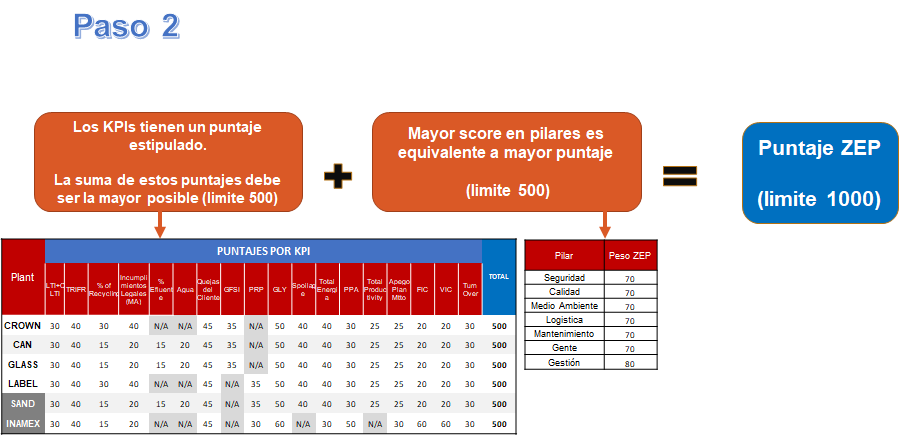 Paso 2
Los KPIs tienen un puntaje
estipulado.
La suma de estos puntajes debe
ser la mayor posible (limite 500)
Mayor score en pilares es
equivalente a mayor puntaje
(limite 500)
Puntaje ZEP
(limite 1000)
Plant PUNTAJES POR KPI TOTAL
LTI+C LTI TRIFR % of Recycling Incumpli mientos Legales (MA) % Efluent e Agua Quejas del Cliente GFSI PRP GLY Spoilag e Total Energi a PPA Total Produc tivity Apego Plan Mtto FIC VIC Turn Over
CROWN 30 40 30 40 N/A N/A 45 35 N/A 50 40 40 30 25 25 20 20 30 500
CAN 30 40 15 20 15 20 45 35 N/A 50 40 40 30 25 25 20 20 30 500
GLASS 30 40 15 20 15 20 45 35 N/A 50 40 40 30 25 25 20 20 30 500
LABEL 30 40 30 40 N/A N/A 45 N/A 35 50 40 40 30 25 25 20 20 30 500
SAND 30 40 15 20 15 20 45 N/A 35 50 40 40 30 25 25 20 20 30 500
INAMEX 30 40 15 20 N/A N/A 45 N/A 30 60 N/A 30 50 N/A 30 60 60 30 500
Pilar Peso ZEP
Seguridad 70
Calidad 70
Medio Ambiente 70
Logistica 70
Mantenimiento 70
Gente 70
Gestión 80